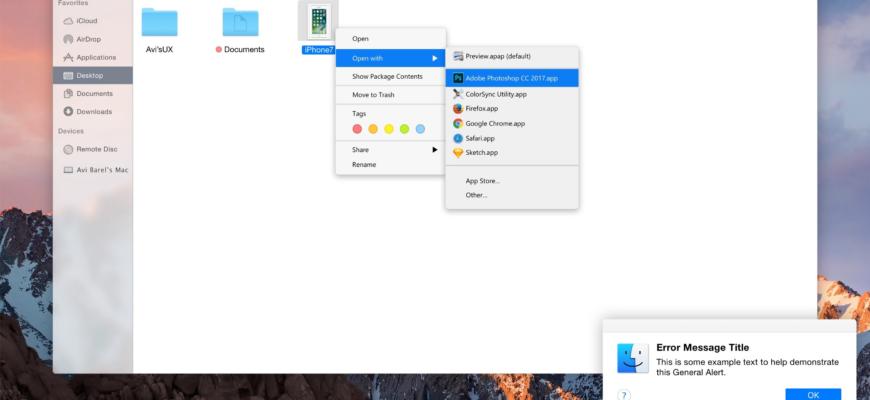 Favorites
iCloud
AirDrop
Applications
Desktop
Documents
Downloads
Devices
Remote Disc
Avi Barel's Mac
Avi'sUX
Documents
iPhone7
Open
Open with
Show Package Contents
Move to Trash
Tags
Share
Rename
Preview.apap (default)
Ps Adobe Photoshop CC 2017.app
ColorSync Utility.app
Firefox.app
Google Chrome.app
Safari.app
Sketch.app
App Store...
Other...
Error Message Title
This is some example text to help demonstrate
this General Alert.
?
OK